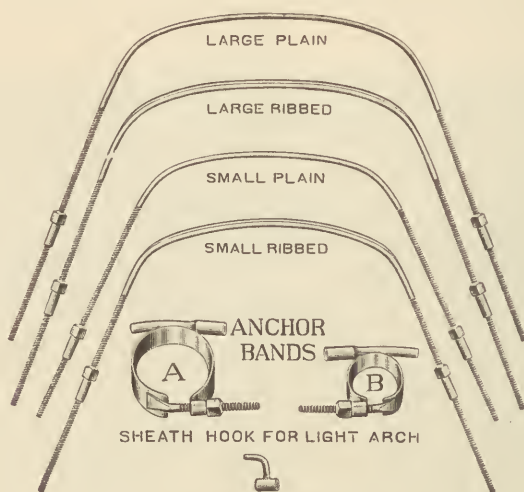 LARGE PLAIN
LARGE RIBBED
SMALL PLAIN
SMALL RIBBED
ANCHOR
BANDS
A
B
SHEATH HOOK FOR LIGHT ARCH